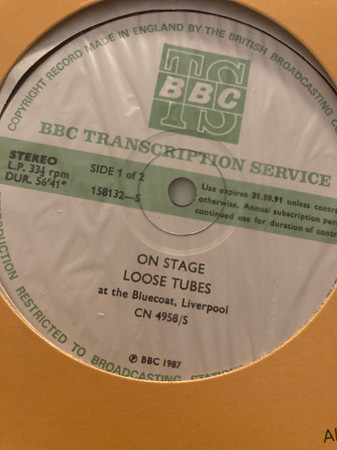 COPYRIGHT RECORD MADE IN ENGLAND BY THE BRITISH BROADCASTING
TS
BBC
BBC TRANSCRIPTION SERVICE
STEREO
L.P. 33⅓ rpm
DUR. 56'41"
SIDE 1 of 2
158132-S
Use expires 31.10.91 unless
otherwise. Annual subscription
continued use for duration of
ON STAGE
LOOSE TUBES
at the Bluecoat, Liverpool
CN 4958/S
℗ BBC 1987
RESTRICTED TO BROADCASTING